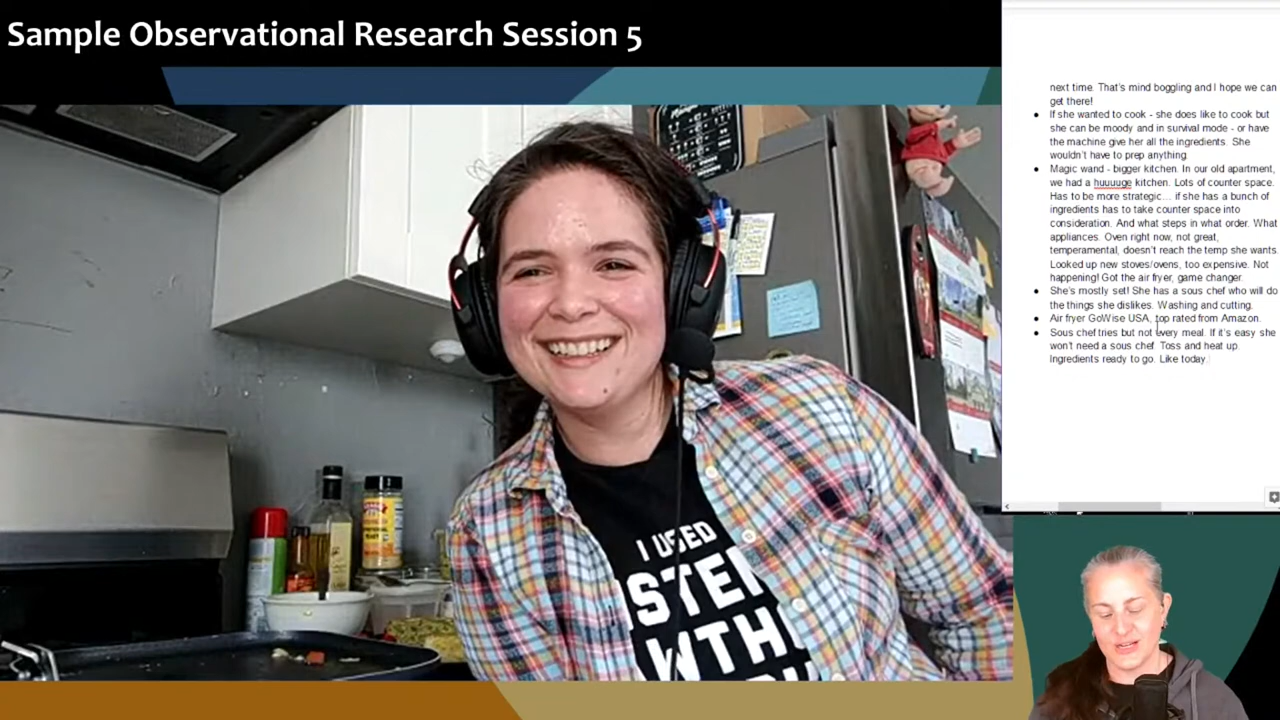 Sample Observational Research Session 5
next time. That's mind boggling and I hope we can
get there!
If she wanted to cook - she does like to cook but
she can be moody and in survival mode - or have
the machine give her all the ingredients. She
wouldn't have to prep anything
Magic wand - bigger kitchen. In our old apartment,
we had a huuuuge kitchen. Lots of counter space.
Has to be more strategic… if she has a bunch of
ingredients has to take counter space into
consideration. And what steps in what order. What
appliances. Oven right now, not great,
temperamental, doesn't reach the temp she wants.
Looked up new stoves/ovens, too expensive. Not
happening! Got the air fryer, game changer.
She's mostly set! She has a sous chef who will do
the things she dislikes. Washing and cutting.
Air fryer GoWise USA, top rated from Amazon.
Sous chef tries but not every meal. If it's easy she
won't need a sous chef. Toss and heat up.
Ingredients ready to go. Like today.
I USED